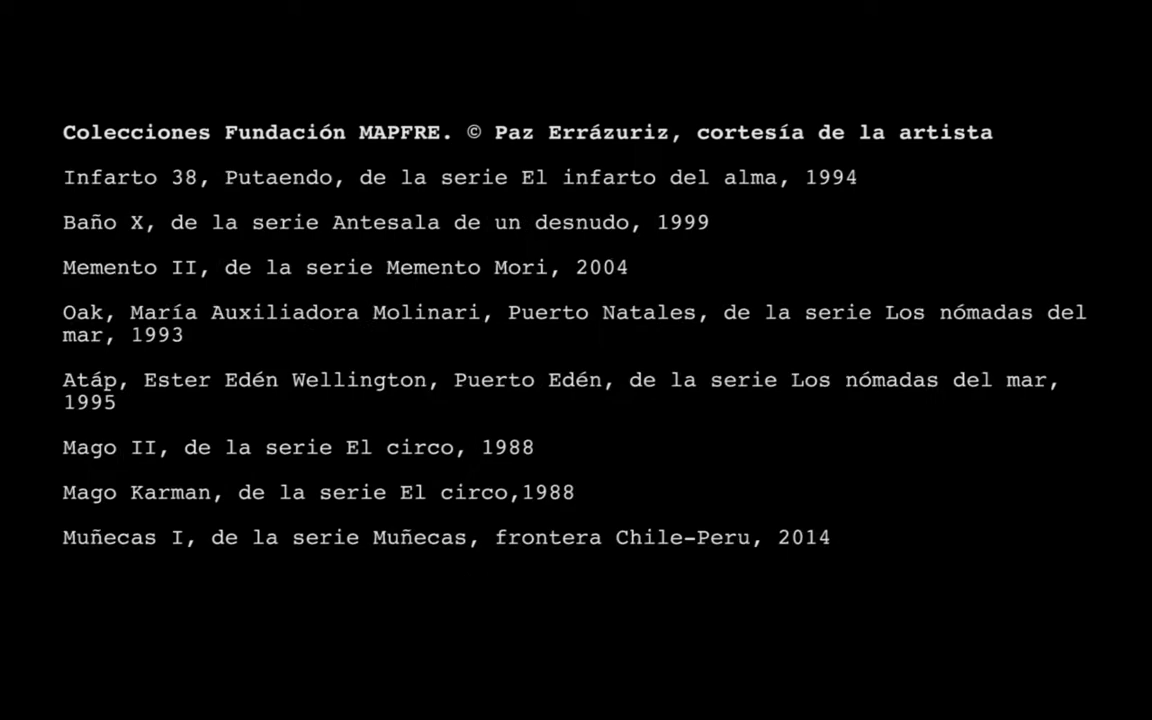 Colecciones Fundación MAPFRE. © Paz Errázuriz, cortesía de la artista
Infarto 38, Putaendo, de la serie El infarto del alma, 1994
Baño X, de la serie Antesala de un desnudo, 1999
Memento II, de la serie Memento Mori, 2004
Oak, María Auxiliadora Molinari, Puerto Natales, de la serie Los nómadas del
mar, 1993
Atáp, Ester Edén Wellington, Puerto Edén, de la serie Los nómadas del mar,
1995
Mago II, de la serie El circo, 1988
Mago Karman, de la serie El circo,1988
Muñecas I, de la serie Muñecas, frontera Chile-Peru, 2014